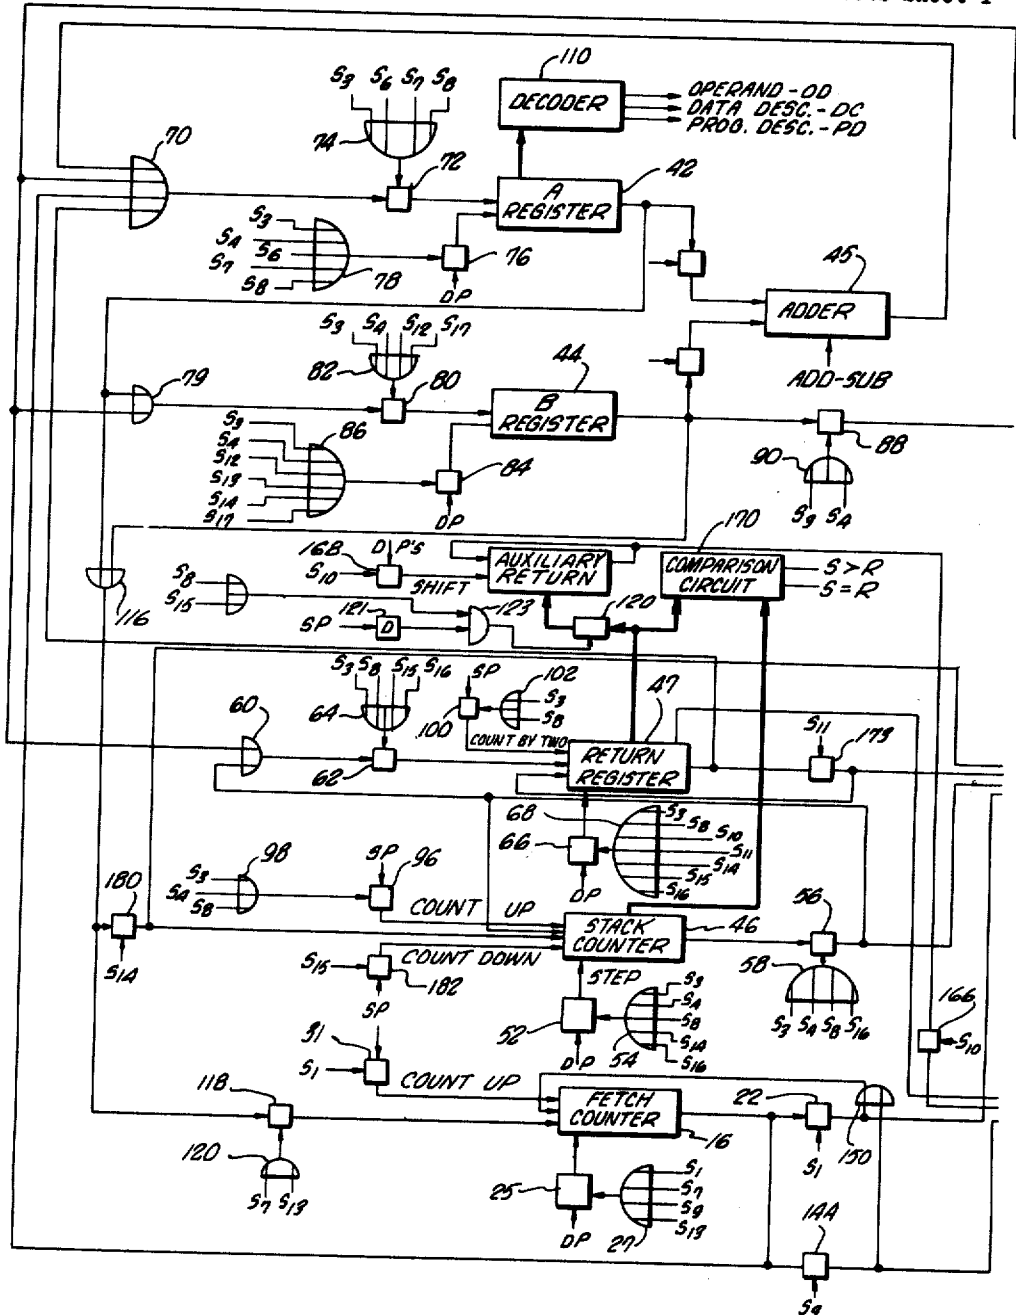 110
S3 S6 S7 S8
DECODER
OPERAND-OD
DATA DESC.-DC
PROG. DESC.-PD
74
70
72
42
A REGISTER
S3
S4
S6
S7
S8
78
76
DP
45
ADDER
ADD-SUB
S3 S4 S12 S17
82
80
44
79
B REGISTER
88
S3
S4
S12
S13
S14
S17
86
84
DP
90
S3 S4
170
168
DP'S
S10
SHIFT
AUXILIARY RETURN
COMPARISON CIRCUIT
S>R
S=R
116
S8
S15
121
SP
D
123
120
S3 S8 S15 S16
SP
102
S3
S8
60
64
100
47
COUNT BY TWO
62
RETURN REGISTER
S11
173
68
S3
S8
S10
S11
S14
S15
S16
66
DP
98
S3
S4
S8
SP
96
180
COUNT UP
STACK COUNTER
46
56
S14
S15
COUNT DOWN
182
SP
STEP
58
S3 S4 S8 S16
52
S3
S4
S8
S14
S16
DP
54
166
S10
S1
COUNT UP
118
FETCH COUNTER
22
16
S1
150
120
S7 S13
25
S1
S7
S9
S13
DP
27
144
S9